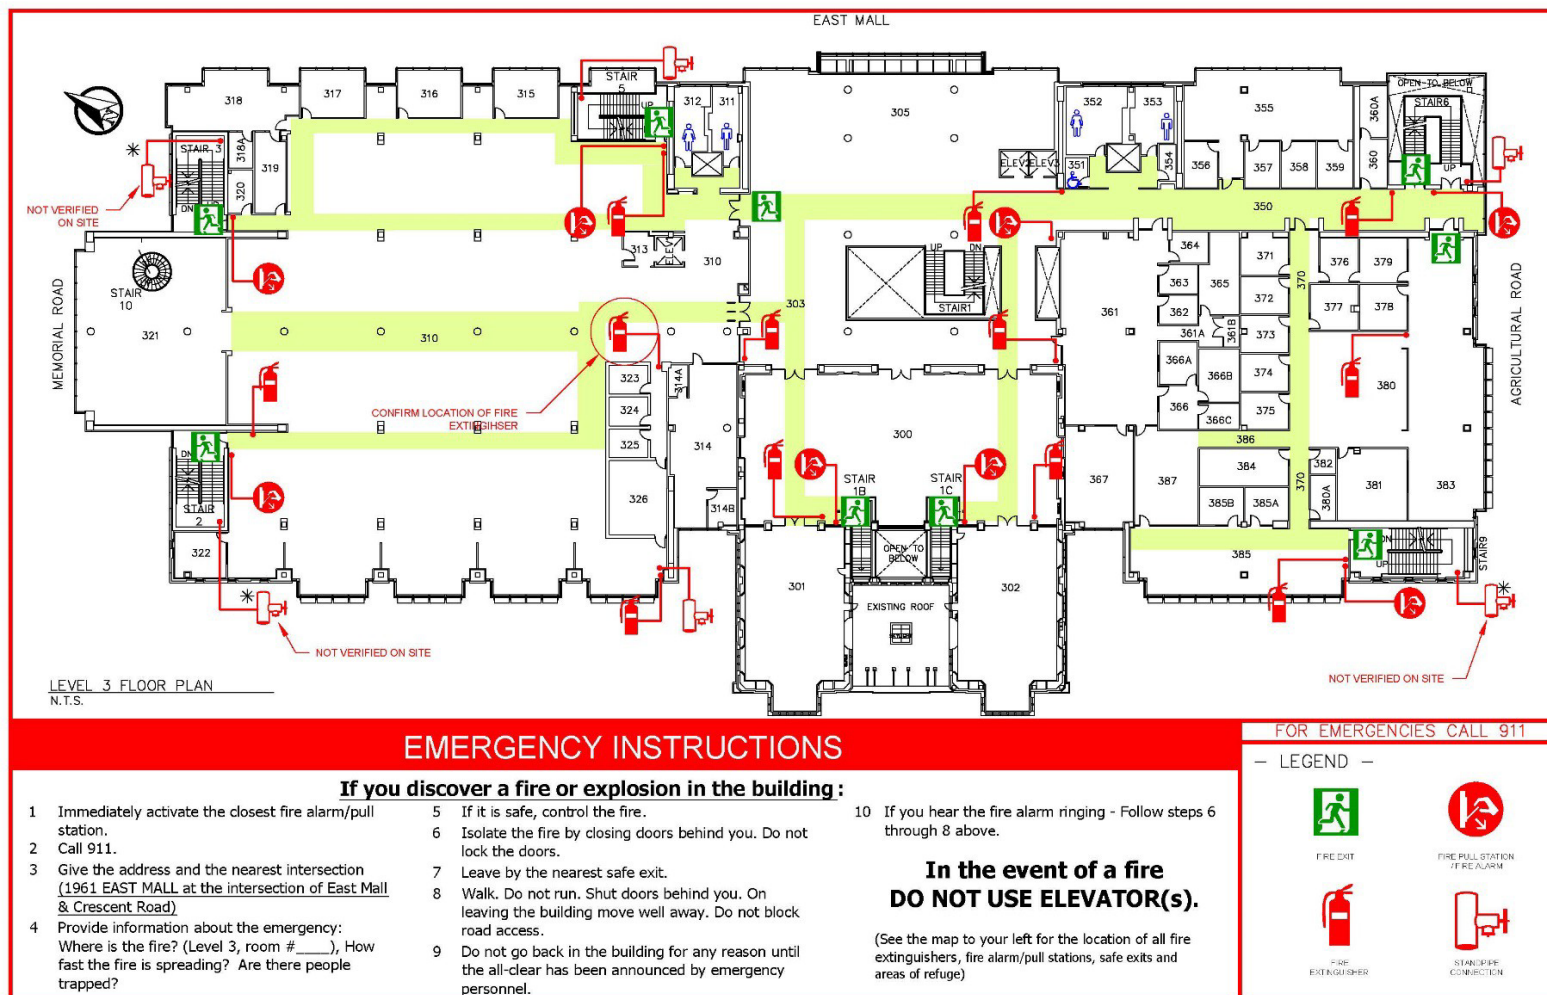 EAST MALL
STAIR
5
UP
318
317
316
315
312
311
305
352
353
355
360A
OPEN TO BELOW
STAIR6
STAIR 3
318A
319
320
DN
NOT VERIFIED
ON SITE
ELEV2
ELEV3
351
354
356
357
358
359
360
UP
350
313
ELEV
310
364
363
362
365
371
372
370
376
379
377
378
MEMORIAL ROAD
STAIR
10
321
310
303
UP
DN
STAIR1
361
361A
361B
373
AGRICULTURAL ROAD
323
324
325
326
314A
314
314B
366A
366B
366
366C
374
375
380
CONFIRM LOCATION OF FIRE
EXTINGIHSER
300
386
384
382
381
383
367
387
385B
385A
370
380A
DN
STAIR
2
322
STAIR
1B
STAIR
1C
OPEN TO
BELOW
301
302
EXISTING ROOF
385
DN
UP
STAIR9
NOT VERIFIED ON SITE
NOT VERIFIED ON SITE
LEVEL 3 FLOOR PLAN
N.T.S.
EMERGENCY INSTRUCTIONS
If you discover a fire or explosion in the building :
1 Immediately activate the closest fire alarm/pull
station.
2 Call 911.
3 Give the address and the nearest intersection
(1961 EAST MALL at the intersection of East Mall
& Crescent Road)
4 Provide information about the emergency:
Where is the fire? (Level 3, room #____), How
fast the fire is spreading? Are there people
trapped?
5 If it is safe, control the fire.
6 Isolate the fire by closing doors behind you. Do not
lock the doors.
7 Leave by the nearest safe exit.
8 Walk. Do not run. Shut doors behind you. On
leaving the building move well away. Do not block
road access.
9 Do not go back in the building for any reason until
the all-clear has been announced by emergency
personnel.
10 If you hear the fire alarm ringing - Follow steps 6
through 8 above.
In the event of a fire
DO NOT USE ELEVATOR(s).
(See the map to your left for the location of all fire
extinguishers, fire alarm/pull stations, safe exits and
areas of refuge)
FOR EMERGENCIES CALL 911
— LEGEND —
FIRE EXIT
FIRE PULL STATION
/ FIRE ALARM
FIRE
EXTINGUISHER
STANDPIPE
CONNECTION